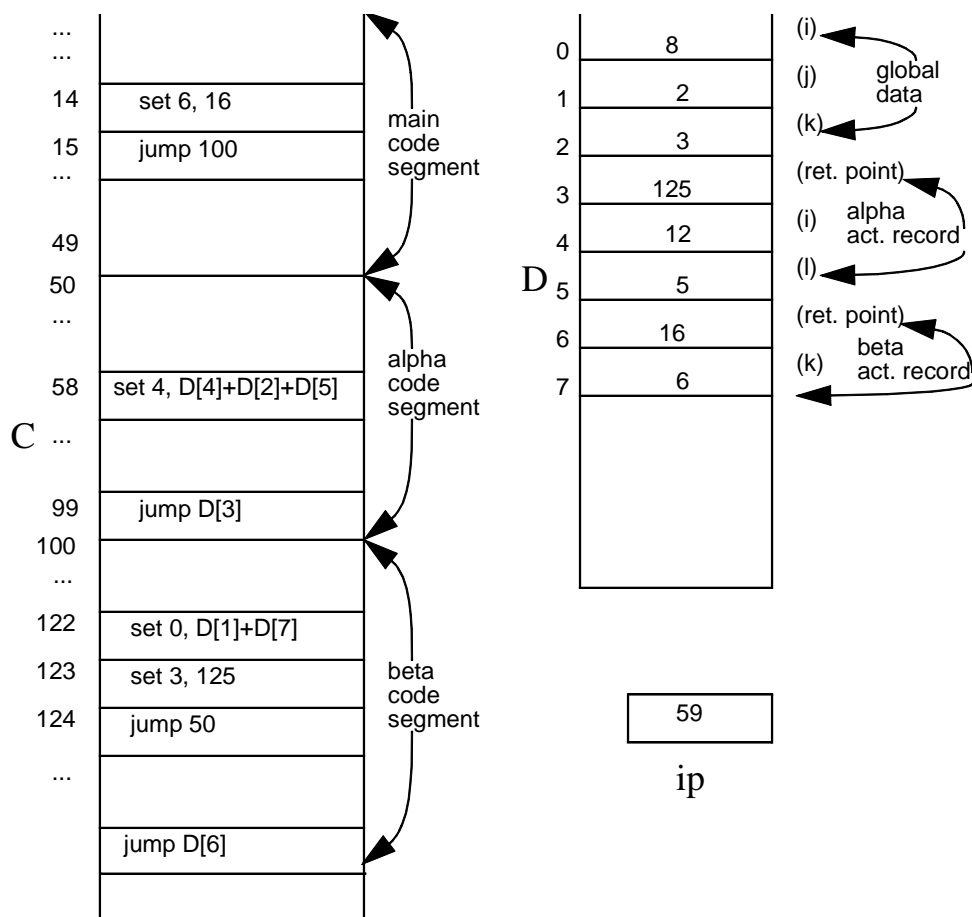 ...
...
14
set 6, 16
15
jump 100
...
49
main
code
segment
50
...
58
set 4, D[4]+D[2]+D[5]
alpha
code
segment
C
...
99
jump D[3]
100
...
122
set 0, D[1]+D[7]
123
set 3, 125
124
jump 50
beta
code
segment
...
jump D[6]
0
8
(i)
1
2
(j)
global
data
2
3
(k)
3
125
(ret. point)
4
12
(i)
alpha
act. record
D
5
5
(l)
6
16
(ret. point)
7
6
(k)
beta
act. record
59
ip